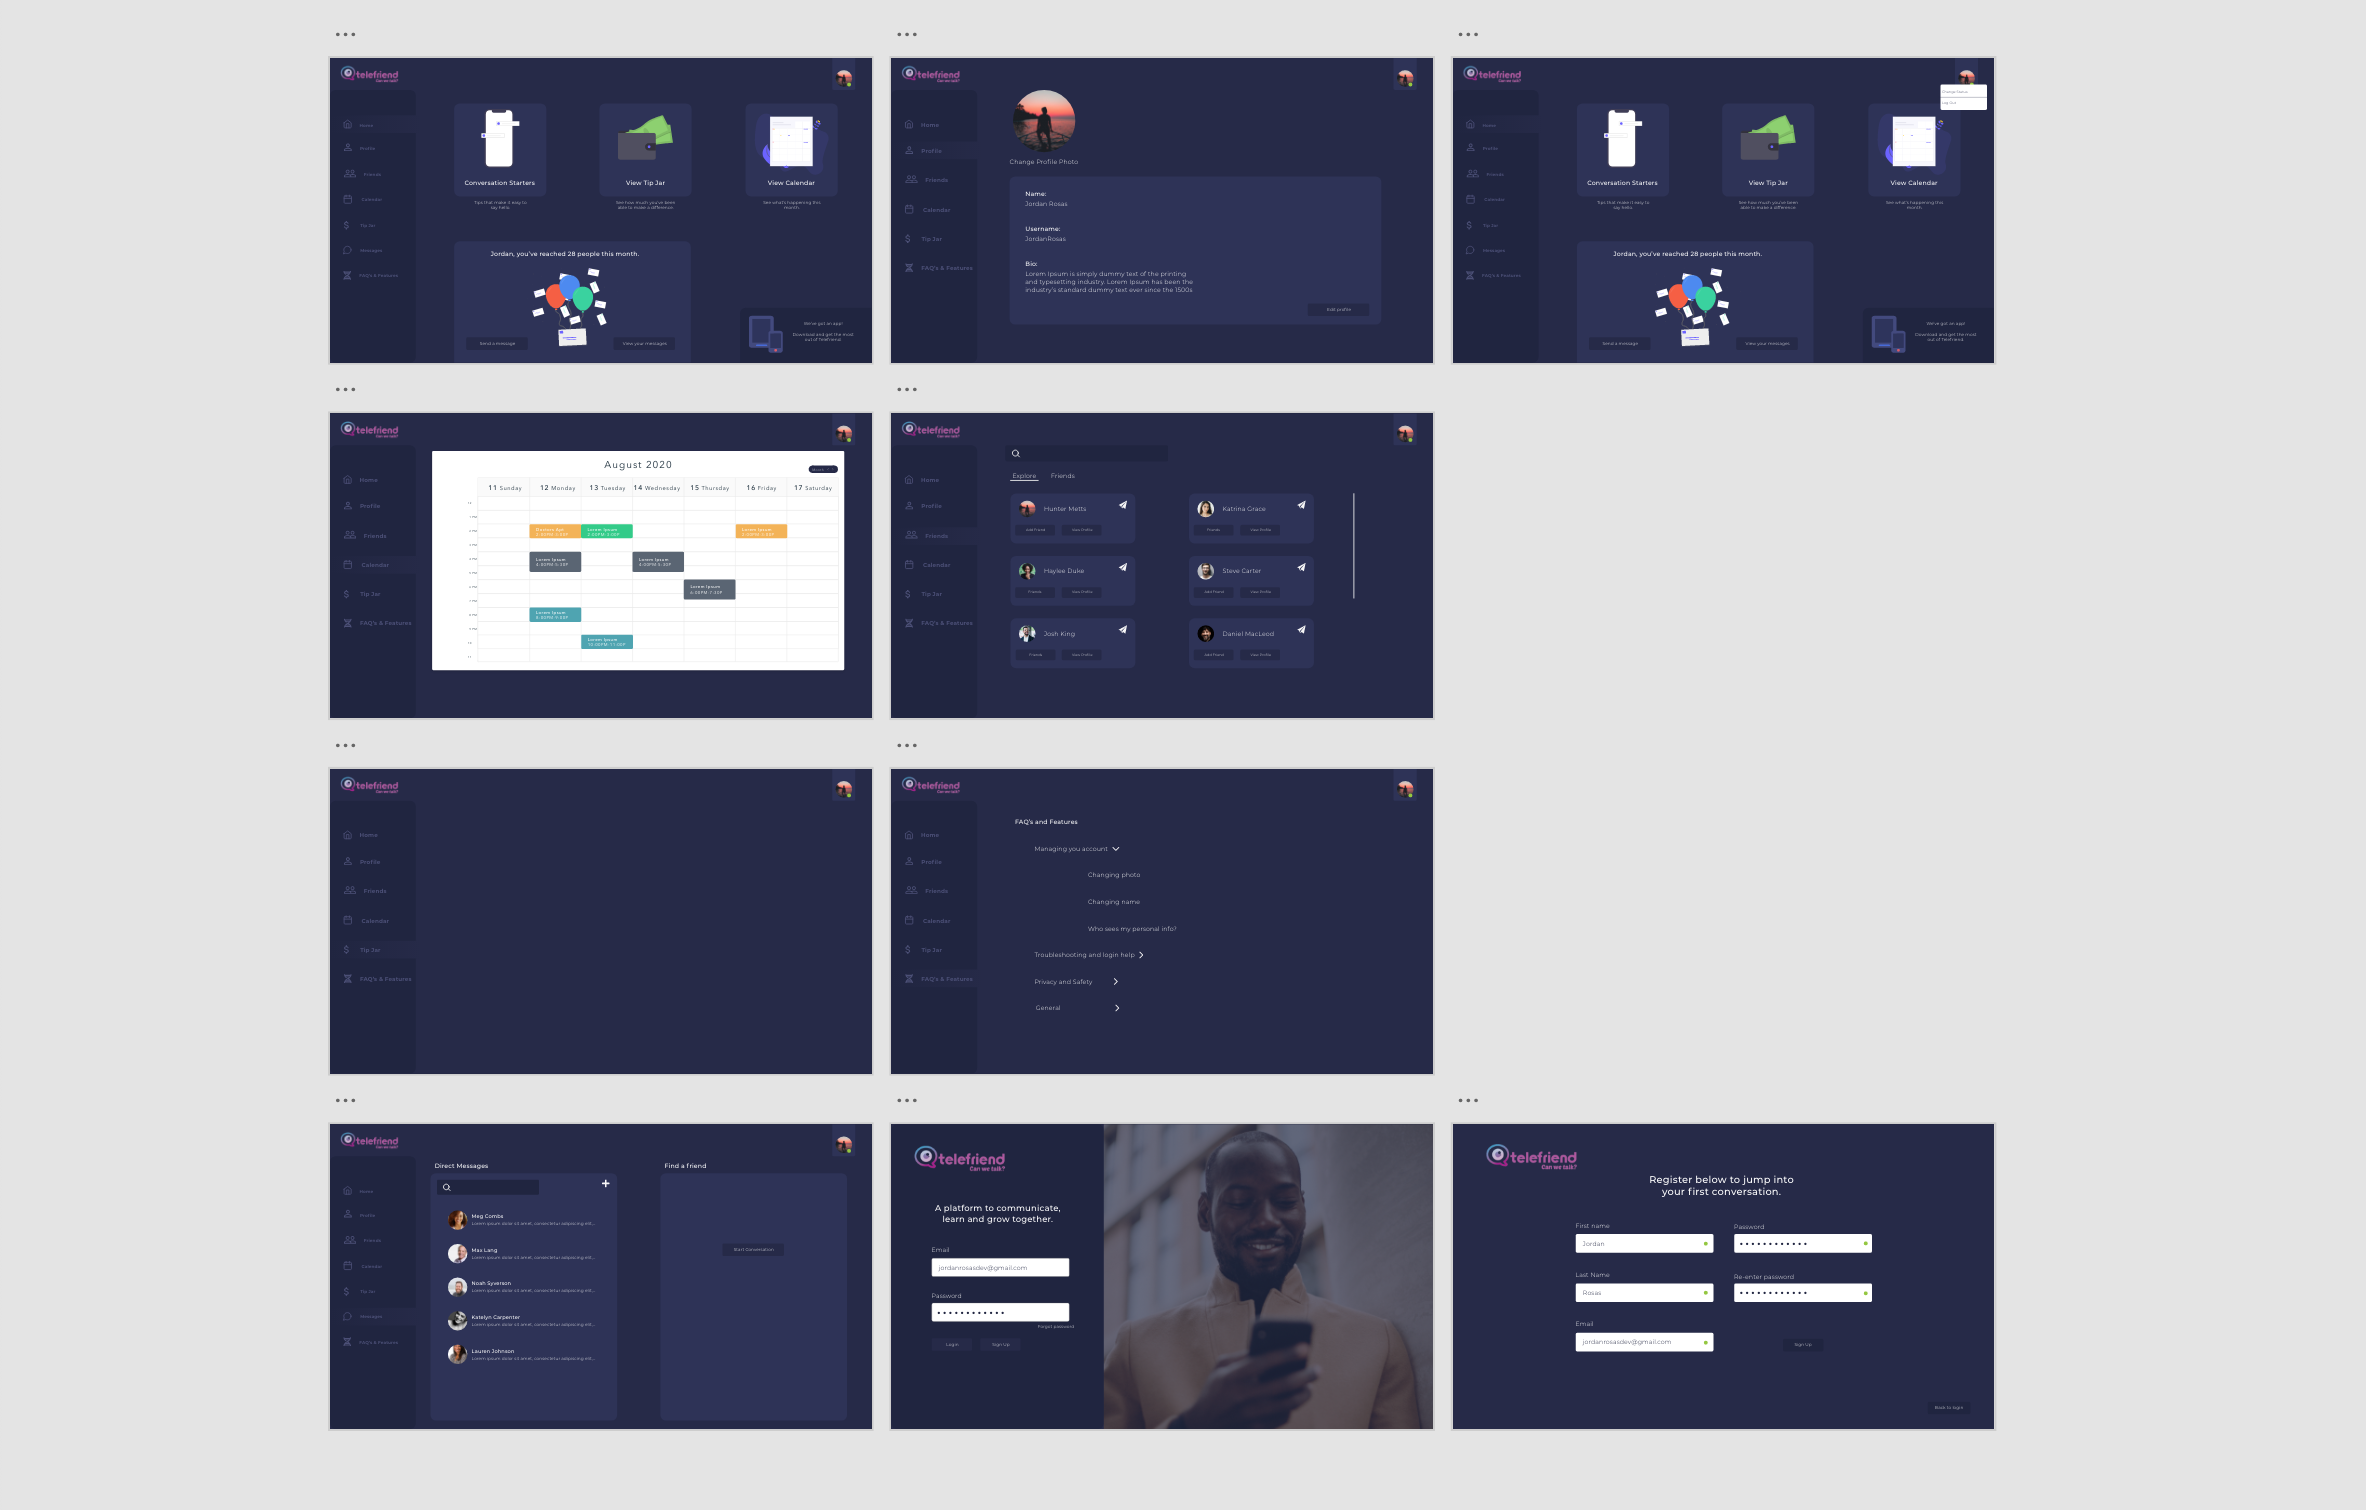 telefriend
Can we talk?
Home
Profile
Friends
Calendar
Tip Jar
Messages
FAQ's & Features
Conversation Starters
Tips that make it easy to
say hello.
View Tip Jar
See how much you've been
able to make a difference.
View Calendar
See what's happening this
month.
Jordan, you've reached 28 people this month.
Send a message
View your messages
We've got an app!
Download and get the most
out of Telefriend.
telefriend
Can we talk?
Home
Profile
Friends
Calendar
Tip Jar
FAQ's & Features
Change Profile Photo
Name:
Jordan Rosas
Username:
JordanRosas
Bio:
Lorem Ipsum is simply dummy text of the printing
and typesetting industry. Lorem Ipsum has been the
industry's standard dummy text ever since the 1500s
Edit profile
telefriend
Can we talk?
Change Status
Log Out
Home
Profile
Friends
Calendar
Tip Jar
Messages
FAQ's & Features
Conversation Starters
Tips that make it easy to
say hello.
View Tip Jar
See how much you've been
able to make a difference.
View Calendar
See what's happening this
month.
Jordan, you've reached 28 people this month.
Send a message
View your messages
We've got an app!
Download and get the most
out of Telefriend.
telefriend
Can we talk?
Home
Profile
Friends
Calendar
Tip Jar
FAQ's & Features
August 2020
11 Sunday
12 Monday
13 Tuesday
14 Wednesday
15 Thursday
16 Friday
17 Saturday
Lorem Ipsum
Lorem Ipsum
Lorem Ipsum
4:00PM-5:30P
Lorem Ipsum
4:00PM-5:30P
Lorem Ipsum
6:00PM-7:30P
Lorem Ipsum
8:00PM-9:00P
Lorem Ipsum
10:00PM-11:00P
telefriend
Can we talk?
Home
Profile
Friends
Calendar
Tip Jar
FAQ's & Features
Explore
Friends
Hunter Metts
Add Friend
View Profile
Katrina Grace
Friends
View Profile
Haylee Duke
Friends
View Profile
Steve Carter
Add Friend
View Profile
Josh King
Friends
View Profile
Daniel MacLeod
Add Friend
View Profile
telefriend
Can we talk?
Home
Profile
Friends
Calendar
Tip Jar
FAQ's & Features
telefriend
Can we talk?
Home
Profile
Friends
Calendar
Tip Jar
FAQ's & Features
FAQ's and Features
Managing you account
Changing photo
Changing name
Who sees my personal info?
Troubleshooting and login help
Privacy and Safety
General
telefriend
Can we talk?
Home
Profile
Friends
Calendar
Tip Jar
Messages
FAQ's & Features
Direct Messages
Meg Combs
Lorem ipsum dolor sit amet, consectetur adipiscing elit...
Max Lang
Lorem ipsum dolor sit amet, consectetur adipiscing elit...
Noah Syverson
Lorem ipsum dolor sit amet, consectetur adipiscing elit...
Katelyn Carpenter
Lorem ipsum dolor sit amet, consectetur adipiscing elit...
Lauren Johnson
Lorem ipsum dolor sit amet, consectetur adipiscing elit...
Find a friend
Start Conversation
telefriend
Can we talk?
A platform to communicate,
learn and grow together.
Email
jordanrosasdev@gmail.com
Password
Forgot password
Login
Sign Up
telefriend
Can we talk?
Register below to jump into
your first conversation.
First name
Jordan
Password
Last Name
Rosas
Re-enter password
Email
jordanrosasdev@gmail.com
Sign Up
Back to login